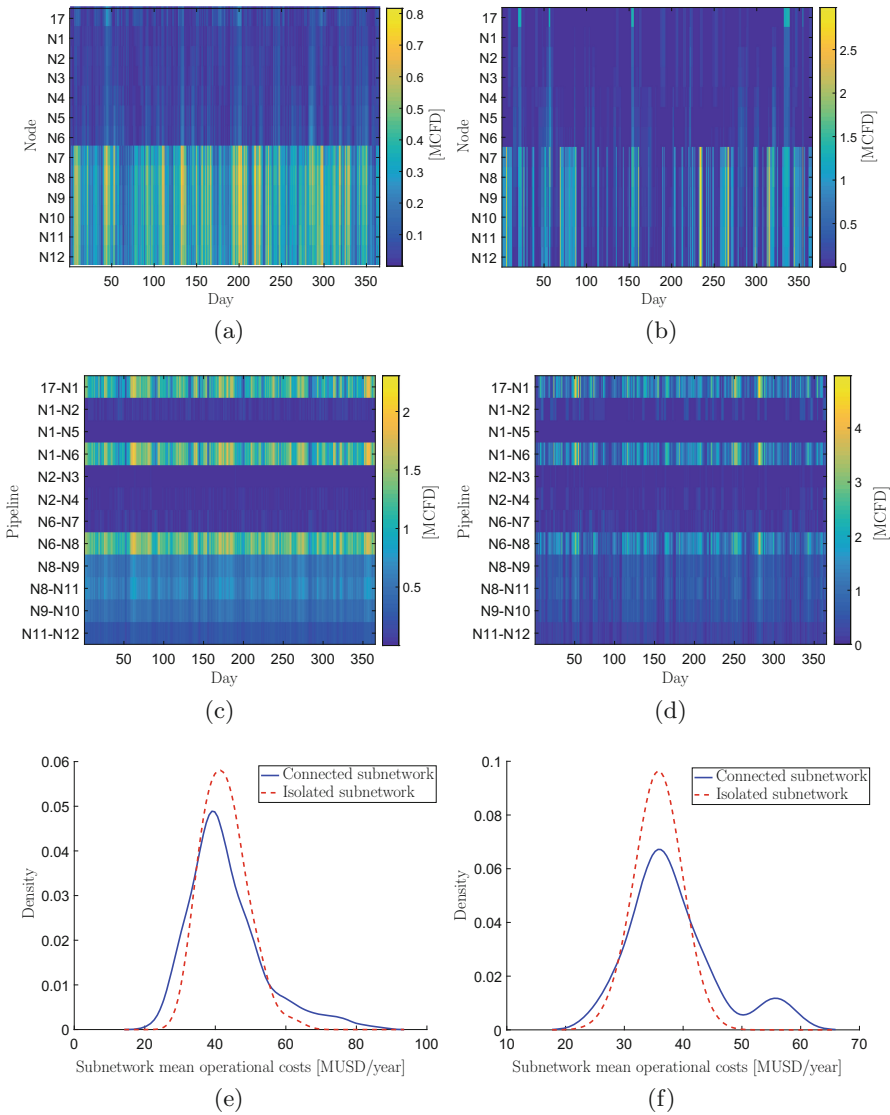 17
N1
N2
N3
N4
N5
N6
N7
N8
N9
N10
N11
N12
Node
50 100 150 200 250 300 350
Day
0.8
0.7
0.6
0.5
0.4
0.3
0.2
0.1
[MCFD]
(a)
17
N1
N2
N3
N4
N5
N6
N7
N8
N9
N10
N11
N12
Node
50 100 150 200 250 300 350
Day
2.5
2
1.5
1
0.5
0
[MCFD]
(b)
17-N1
N1-N2
N1-N5
N1-N6
N2-N3
N2-N4
N6-N7
N6-N8
N8-N9
N8-N11
N9-N10
N11-N12
Pipeline
50 100 150 200 250 300 350
Day
2
1.5
1
0.5
[MCFD]
(c)
17-N1
N1-N2
N1-N5
N1-N6
N2-N3
N2-N4
N6-N7
N6-N8
N8-N9
N8-N11
N9-N10
N11-N12
Pipeline
50 100 150 200 250 300 350
Day
4
3
2
1
0
[MCFD]
(d)
0.06
0.05
0.04
0.03
0.02
0.01
0
Density
Connected subnetwork
Isolated subnetwork
0 20 40 60 80 100
Subnetwork mean operational costs [MUSD/year]
(e)
0.1
0.08
0.06
0.04
0.02
0
Density
Connected subnetwork
Isolated subnetwork
10 20 30 40 50 60 70
Subnetwork mean operational costs [MUSD/year]
(f)